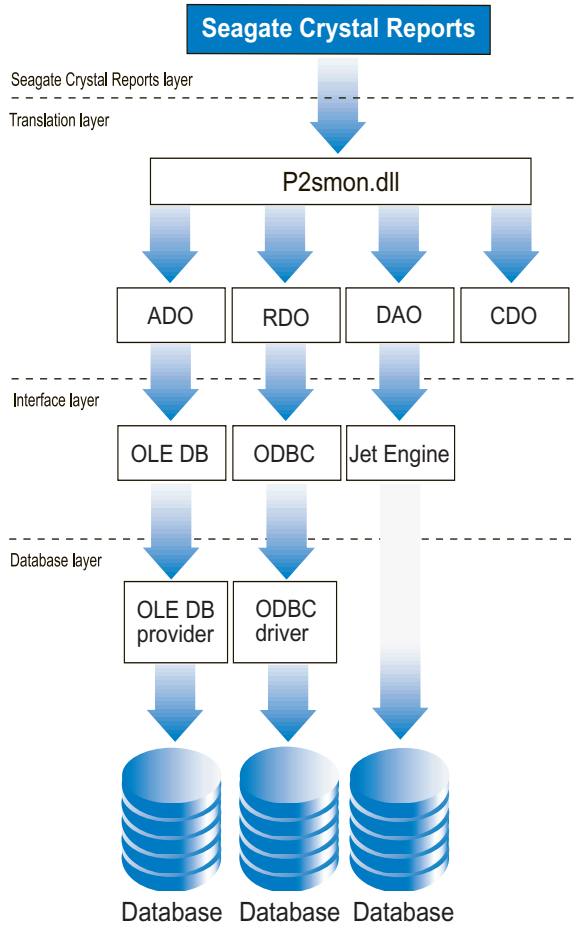 Seagate Crystal Reports
Seagate Crystal Reports layer
Translation layer
P2smon.dll
ADO
RDO
DAO
CDO
Interface layer
OLE DB
ODBC
Jet Engine
Database layer
OLE DB
provider
ODBC
driver
Database
Database
Database